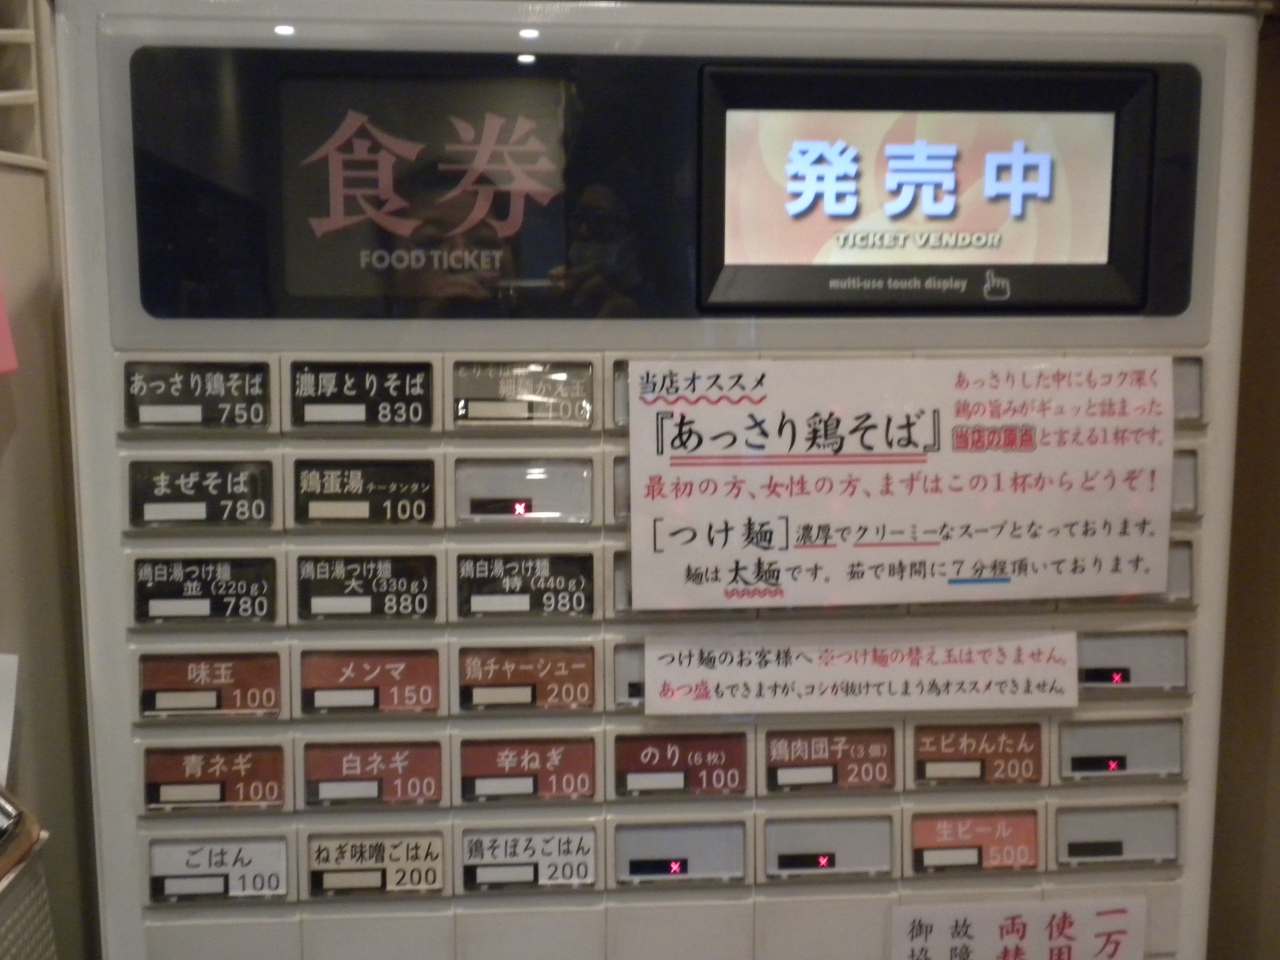 食券
FOOD TICKET
発売中
TICKET VENDOR
multi-use touch display
あっさり鶏そば
750
濃厚とりそば
830
細麺かえ玉
100
当店オススメ
『あっさり鶏そば』
あっさりした中にもコク深く
鶏の旨みがギュッと詰まった
当店の原点と言える1杯です。
最初の方、女性の方、まずはこの1杯からどうぞ!
[つけ麺]濃厚でクリーミーなスープとなっております。
麺は太麺です。茹で時間に7分程頂いております。
まぜそば
780
鶏蛋湯 チータンタン
100
鶏白湯つけ麺
並(220g)
780
鶏白湯つけ麺
大(330g)
880
鶏白湯つけ麺
特(440g)
980
つけ麺のお客様へ ※つけ麺の替え玉はできません。
あつ盛もできますが、コシが抜けてしまう為オススメできません。
味玉
100
メンマ
150
鶏チャーシュー
200
青ネギ
100
白ネギ
100
辛ねぎ
100
のり(6枚)
100
鶏肉団子(3個)
200
エビわんたん
200
ごはん
100
ねぎ味噌ごはん
200
鶏そぼろごはん
200
生ビール
500
一万
使用
両替
故障
御